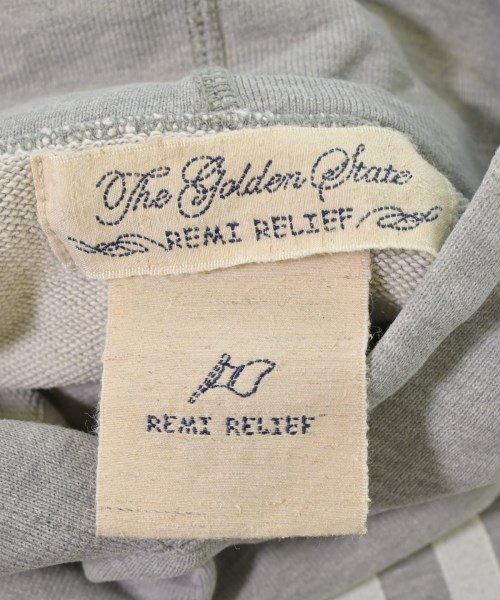 The Golden State
REMI RELIEF
REMI RELIEF